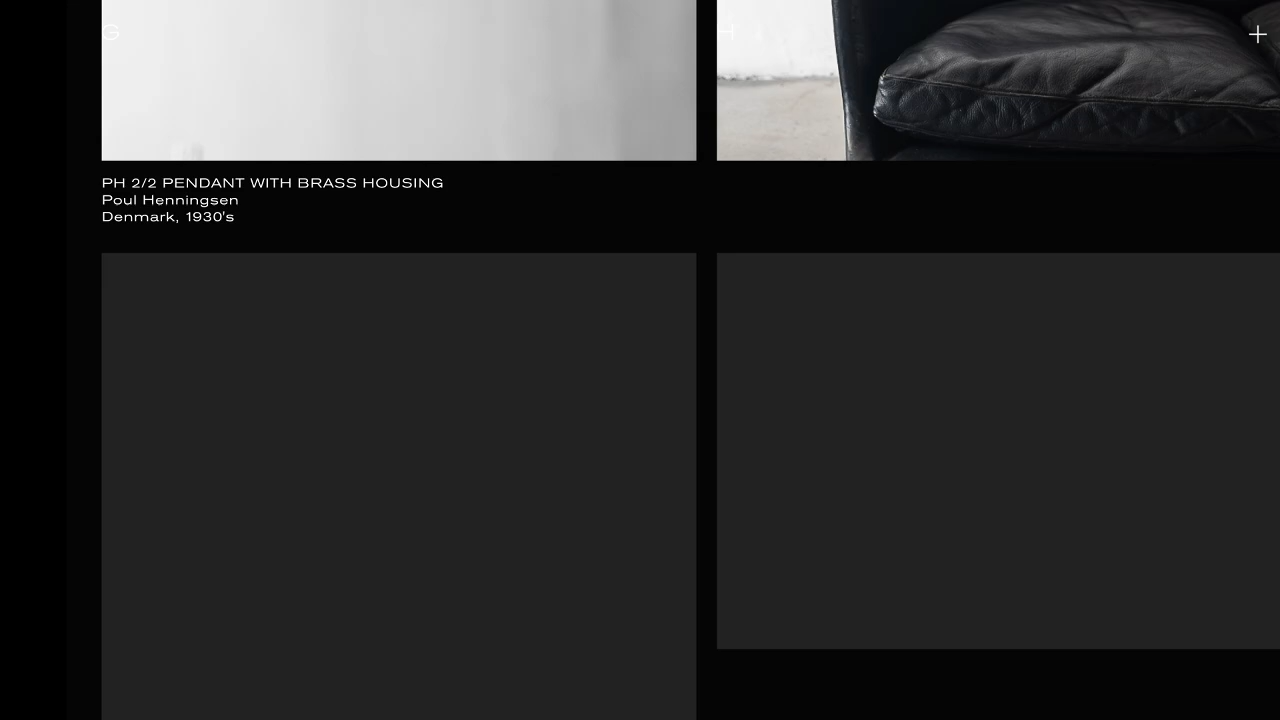 G
H
PH 2/2 PENDANT WITH BRASS HOUSING
Poul Henningsen
Denmark, 1930's